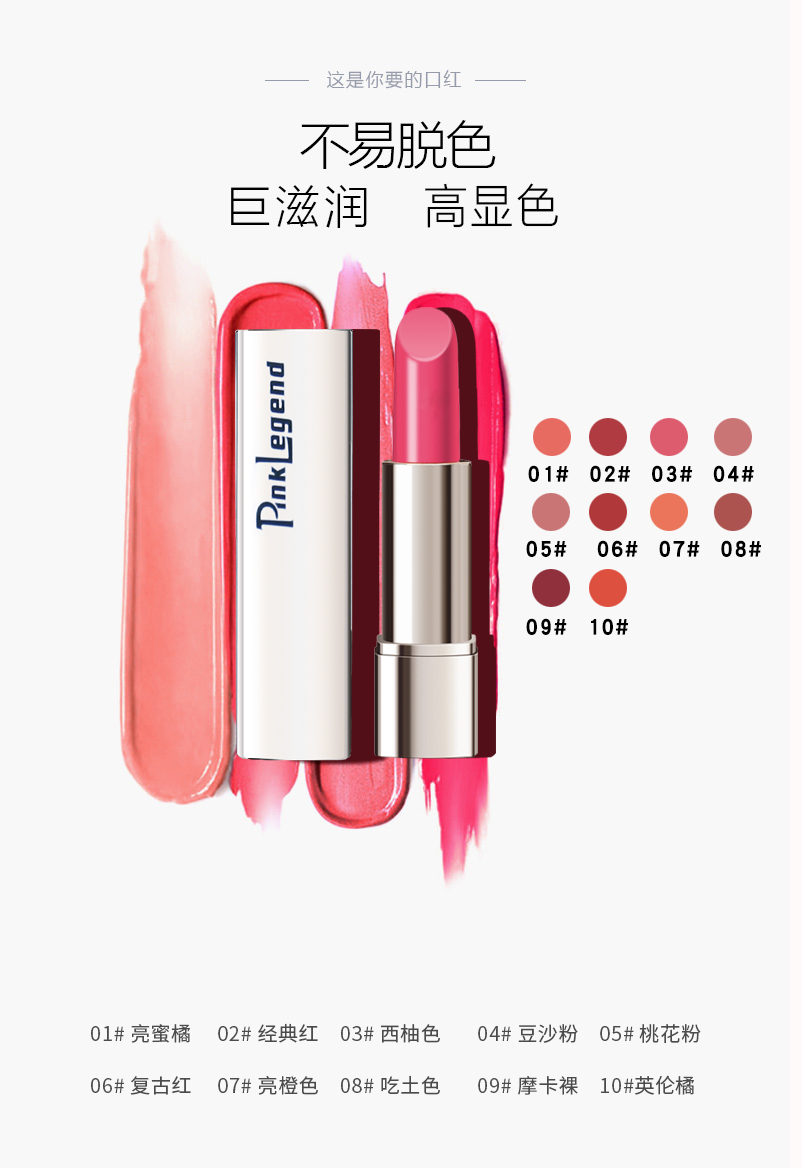 这是你要的口红
不易脱色
巨滋润 高显色
PinkLegend
01# 02# 03# 04#
05# 06# 07# 08#
09# 10#
01# 亮蜜橘 02# 经典红 03# 西柚色 04# 豆沙粉 05# 桃花粉
06# 复古红 07# 亮橙色 08# 吃土色 09# 摩卡裸 10#英伦橘